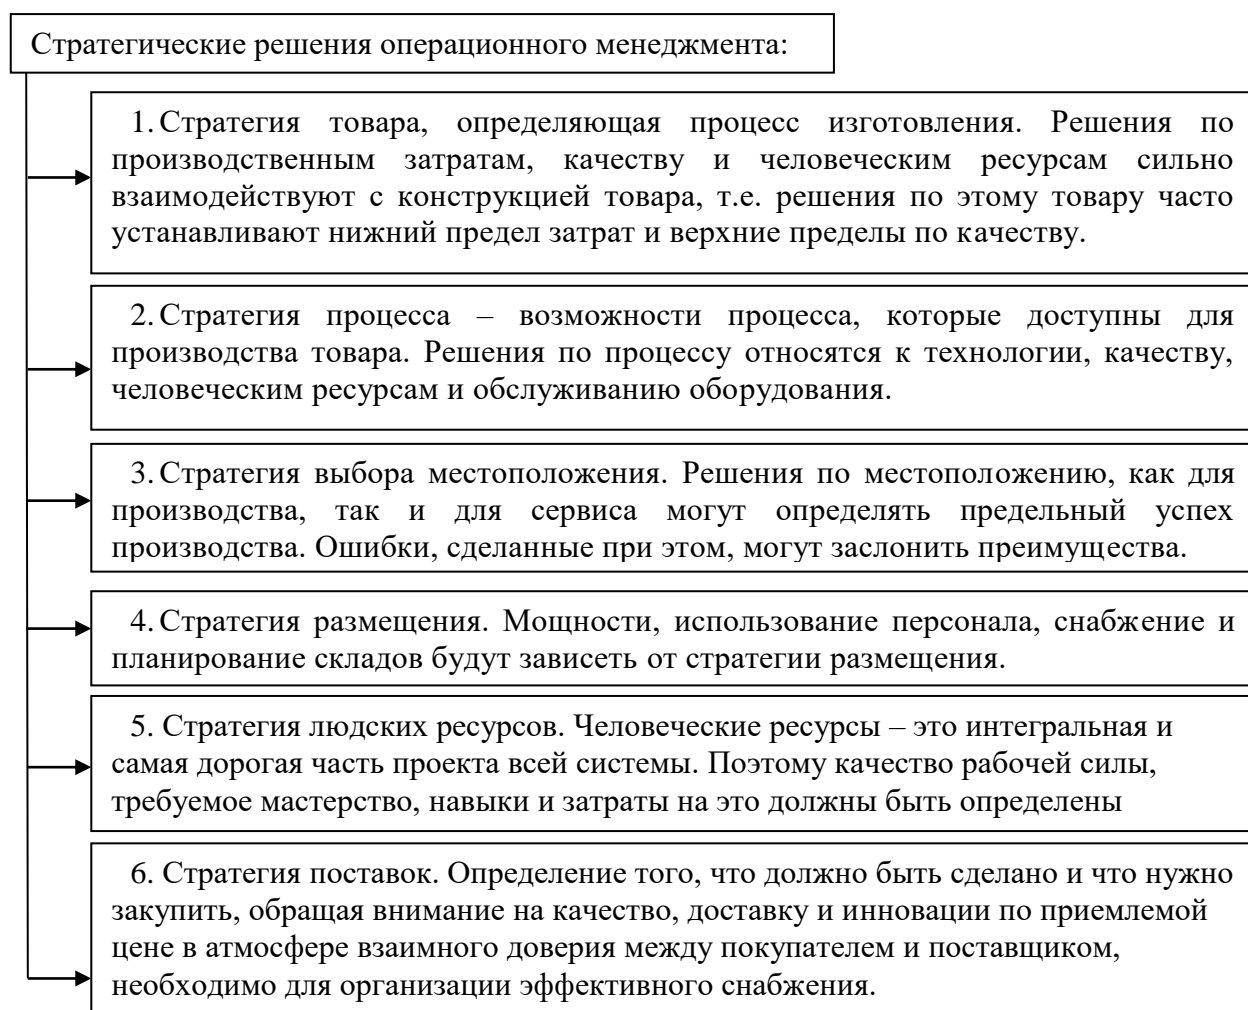 Стратегические решения операционного менеджмента:
1. Стратегия товара, определяющая процесс изготовления. Решения по
производственным затратам, качеству и человеческим ресурсам сильно
взаимодействуют с конструкцией товара, т.е. решения по этому товару часто
устанавливают нижний предел затрат и верхние пределы по качеству.
2. Стратегия процесса – возможности процесса, которые доступны для
производства товара. Решения по процессу относятся к технологии, качеству,
человеческим ресурсам и обслуживанию оборудования.
3. Стратегия выбора местоположения. Решения по местоположению, как для
производства, так и для сервиса могут определять предельный успех
производства. Ошибки, сделанные при этом, могут заслонить преимущества.
4. Стратегия размещения. Мощности, использование персонала, снабжение и
планирование складов будут зависеть от стратегии размещения.
5. Стратегия людских ресурсов. Человеческие ресурсы – это интегральная и
самая дорогая часть проекта всей системы. Поэтому качество рабочей силы,
требуемое мастерство, навыки и затраты на это должны быть определены
6. Стратегия поставок. Определение того, что должно быть сделано и что нужно
закупить, обращая внимание на качество, доставку и инновации по приемлемой
цене в атмосфере взаимного доверия между покупателем и поставщиком,
необходимо для организации эффективного снабжения.